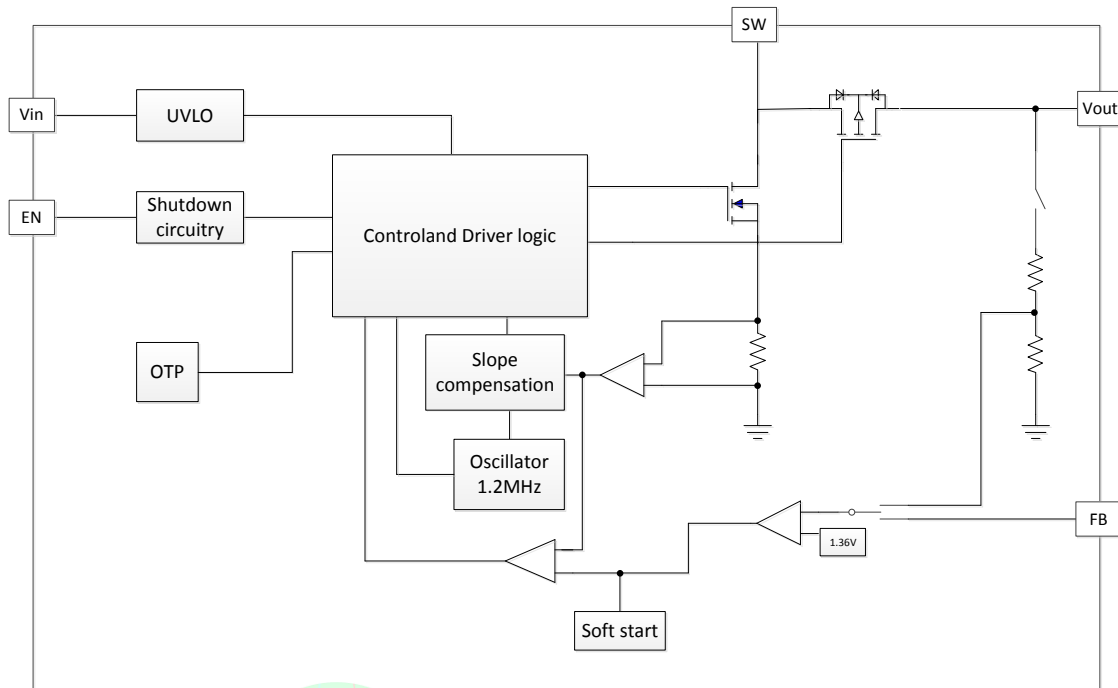 SW
Vin
UVLO
Vout
EN
Shutdown
circuitry
Controland Driver logic
OTP
Slope
compensation
Oscillator
1.2MHz
FB
1.36V
Soft start